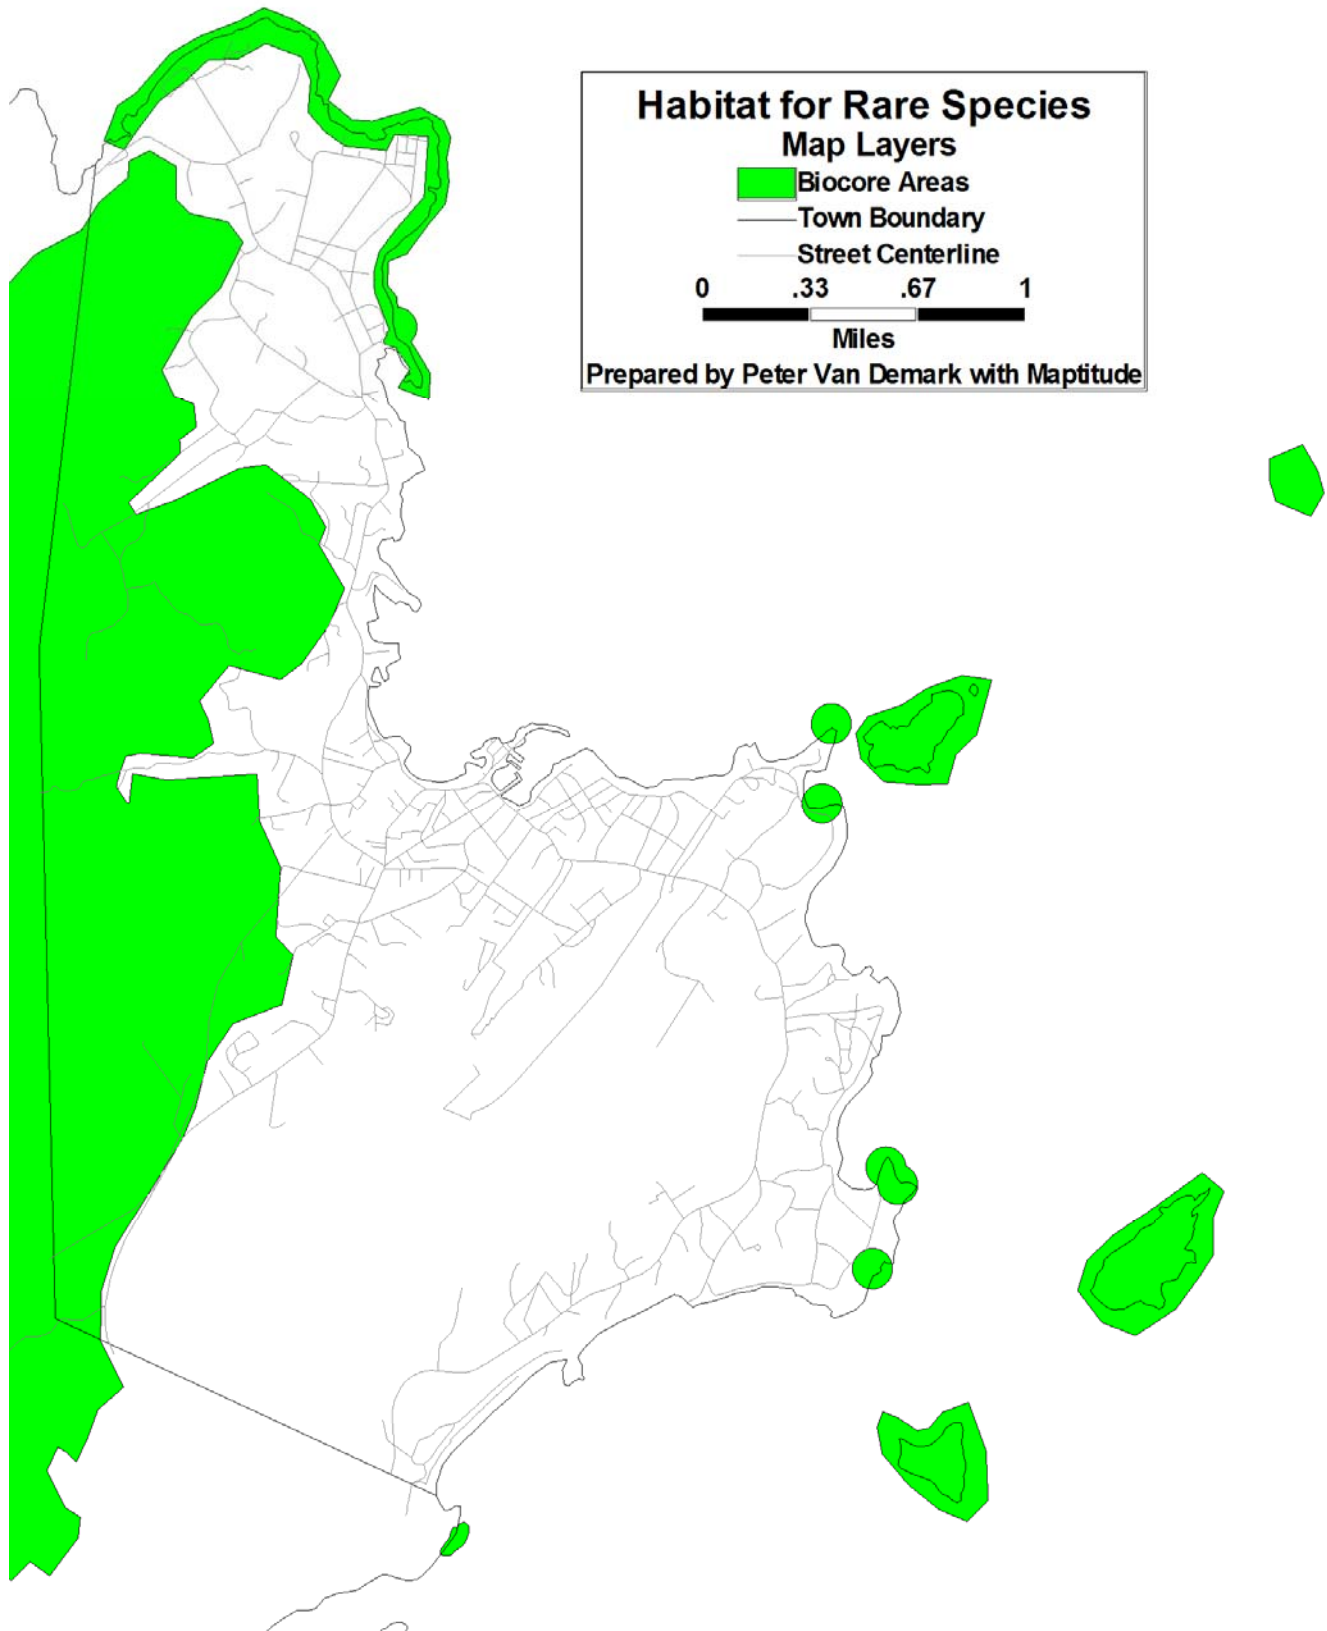 Habitat for Rare Species
Map Layers
Biocore Areas
Town Boundary
Street Centerline
0 .33 .67 1
Miles
Prepared by Peter Van Demark with Maptitude